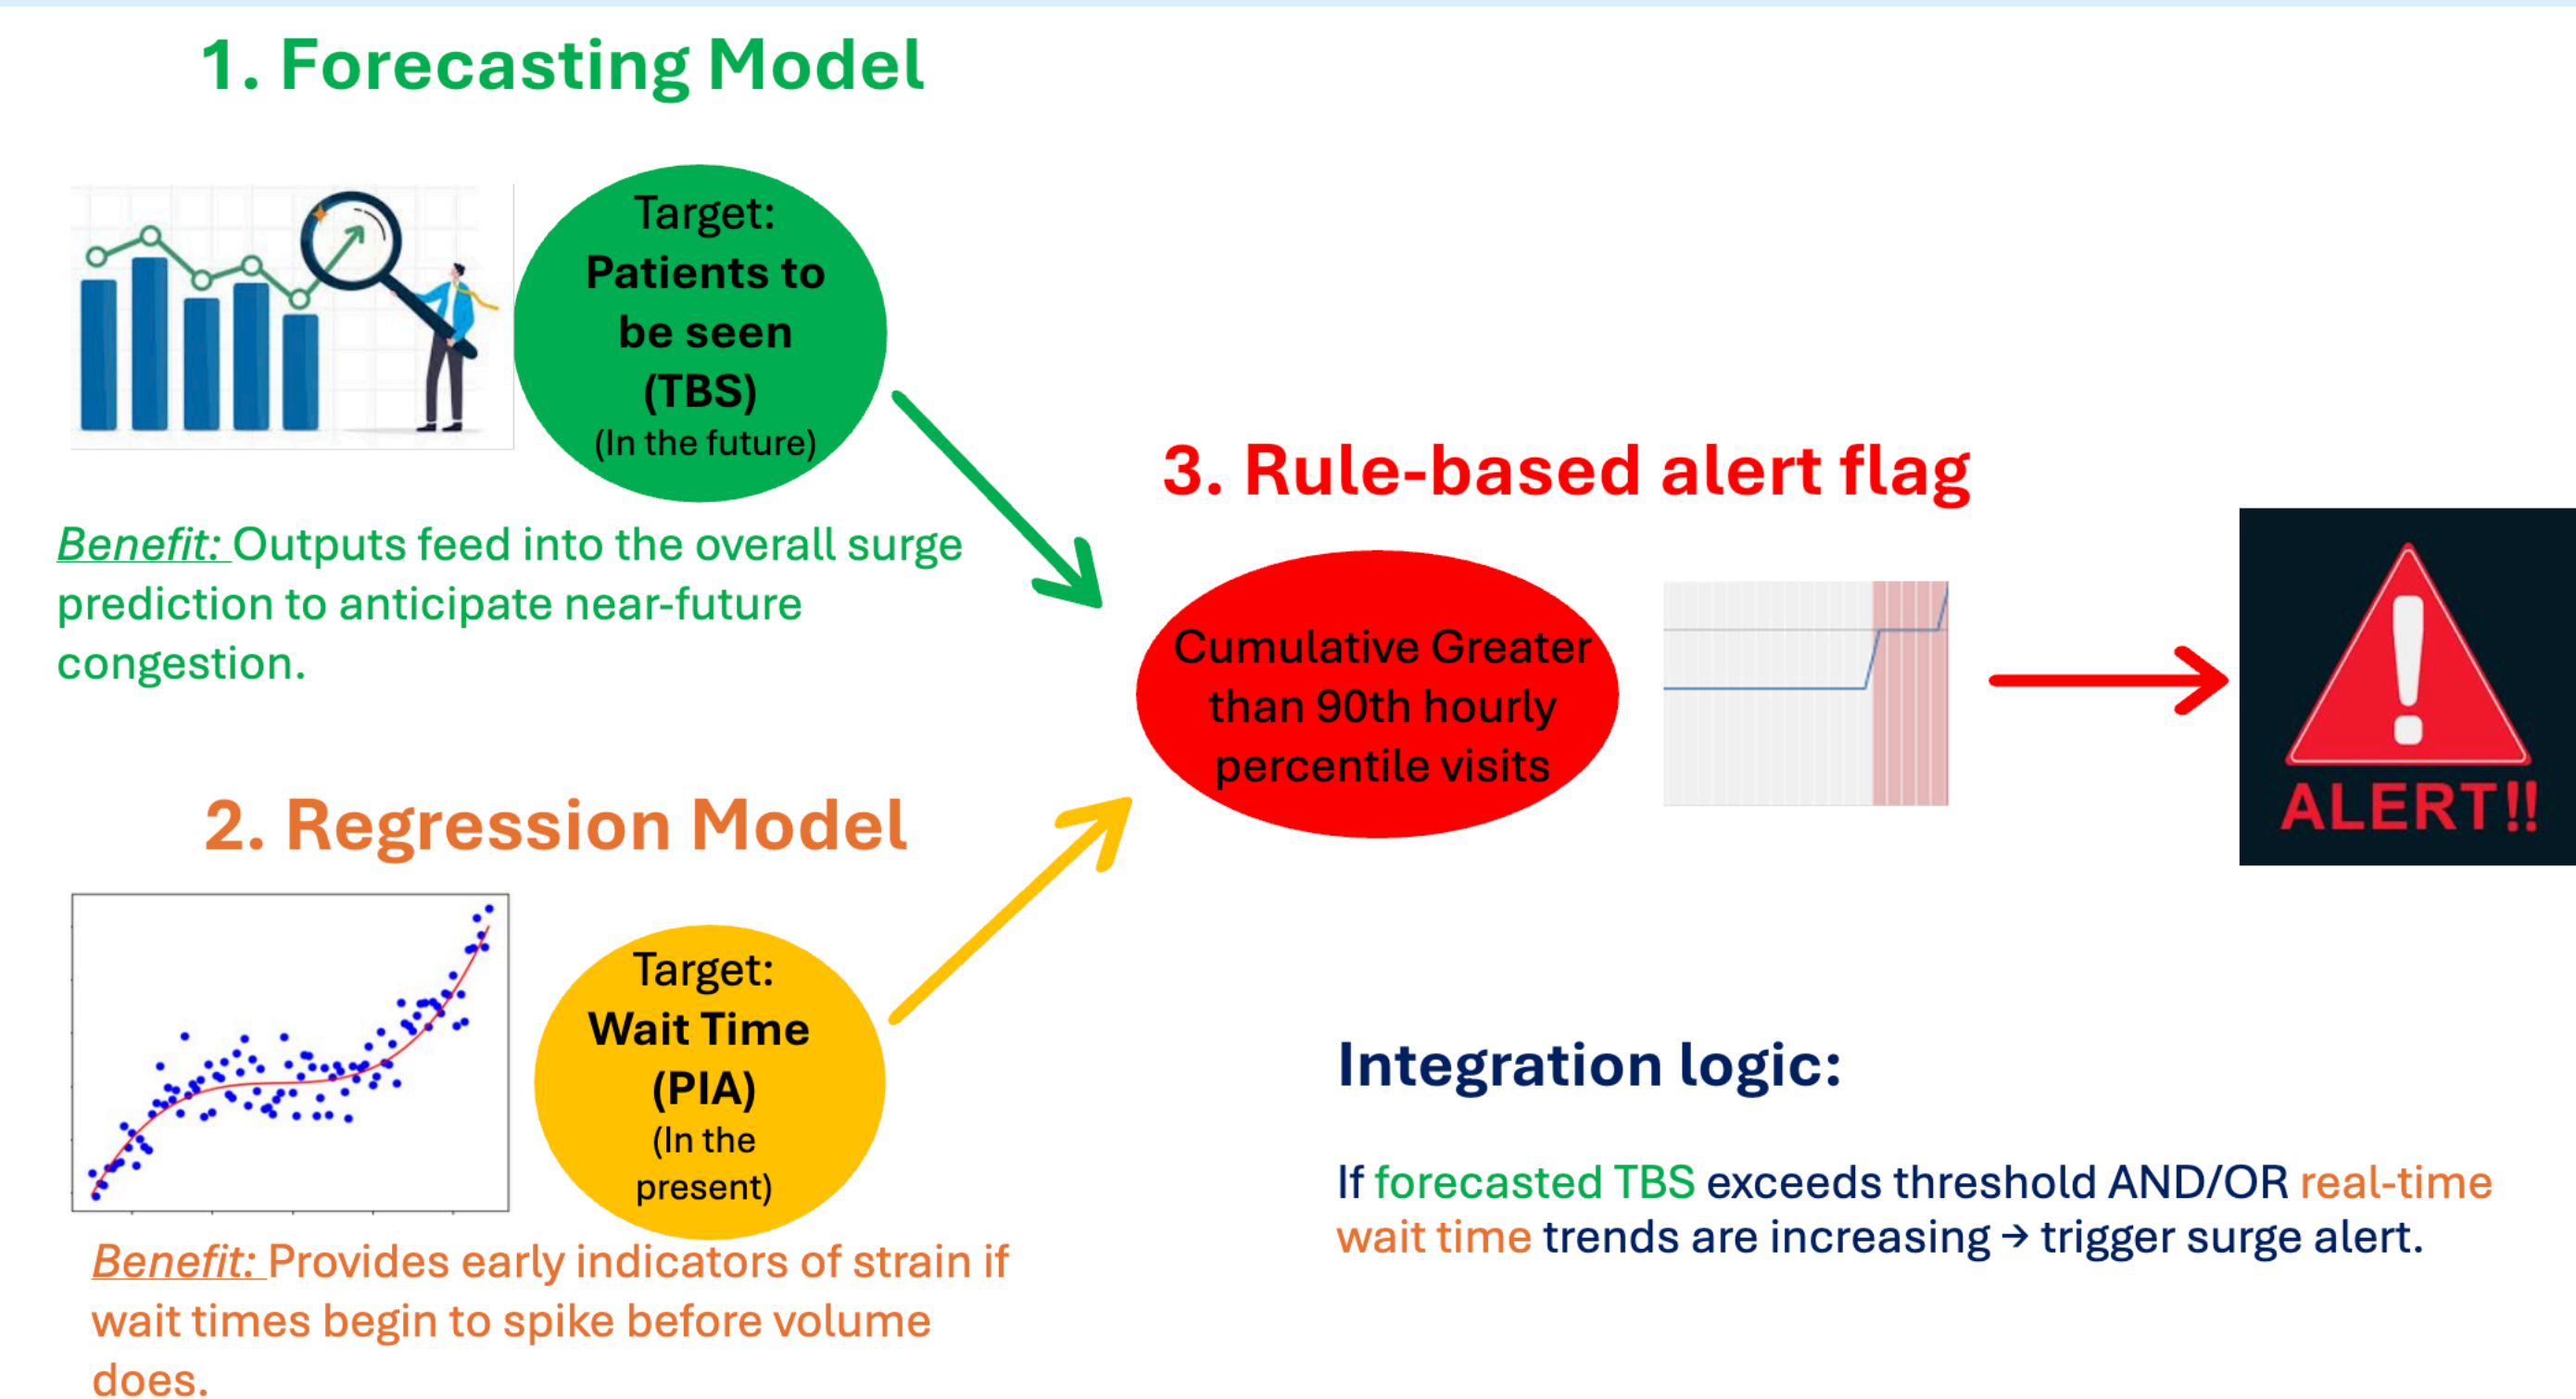 1. Forecasting Model
Target:
Patients to
be seen
(TBS)
(In the future)
Benefit: Outputs feed into the overall surge
prediction to anticipate near-future
congestion.
2. Regression Model
Target:
Wait Time
(PIA)
(In the
present)
Benefit: Provides early indicators of strain if
wait times begin to spike before volume
does.
3. Rule-based alert flag
Cumulative Greater
than 90th hourly
percentile visits
ALERT!!
Integration logic:
If forecasted TBS exceeds threshold AND/OR real-time
wait time trends are increasing → trigger surge alert.